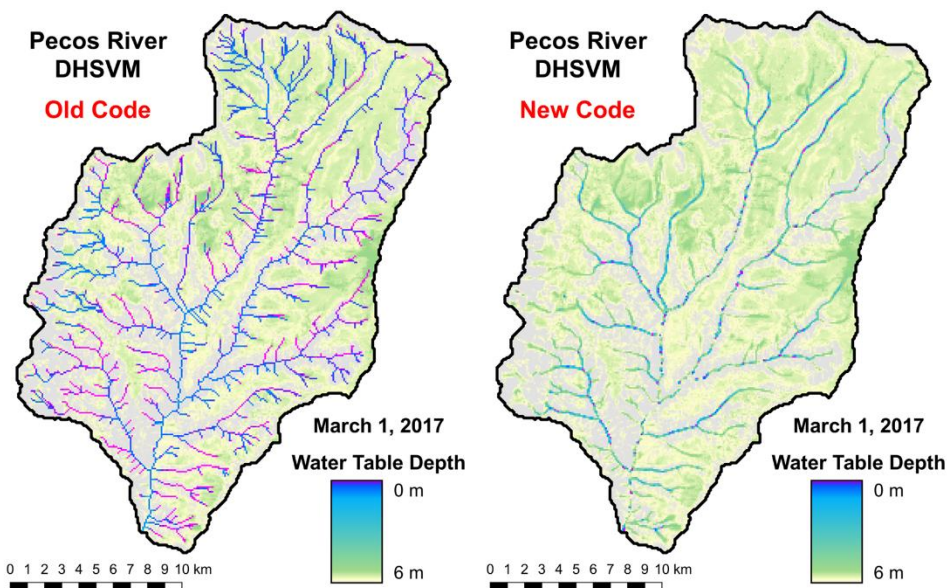 Pecos River
DHSVM
Old Code
March 1, 2017
Water Table Depth
0 m
6 m
0 1 2 3 4 5 6 7 8 9 10 km
Pecos River
DHSVM
New Code
March 1, 2017
Water Table Depth
0 m
6 m
0 1 2 3 4 5 6 7 8 9 10 km